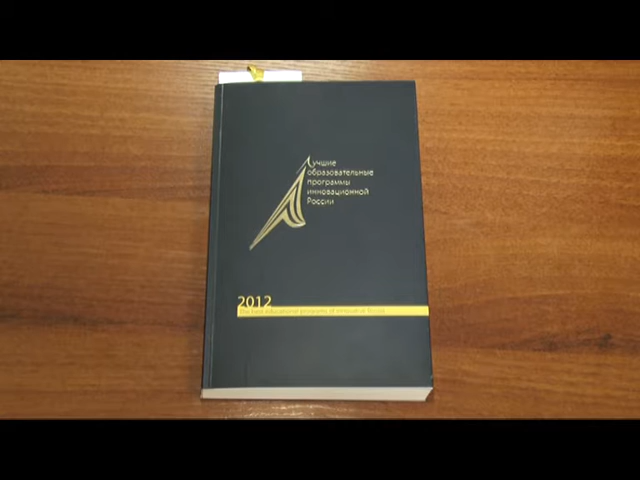 Лучшие
образовательные
программы
инновационной
России
2012
The best educational programs of innovative Russia